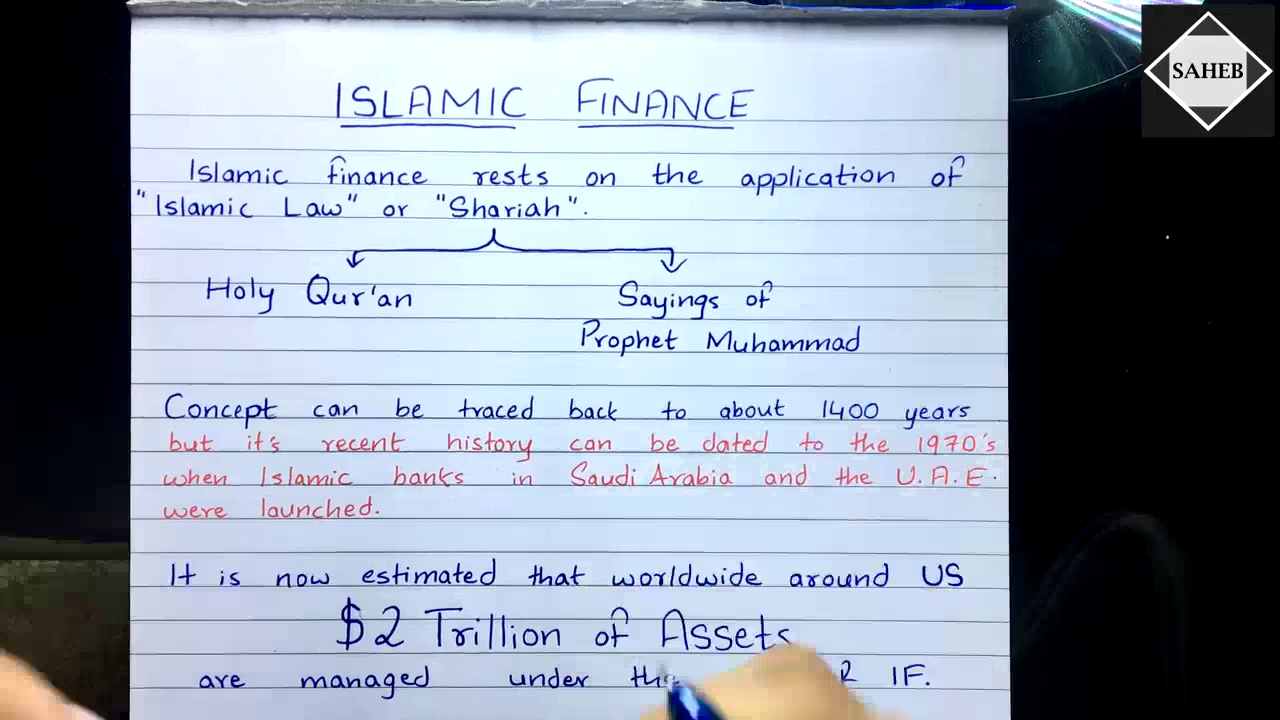 SAHEB
ISLAMIC FINANCE
Islamic finance rests on the application of
"Islamic Law" or "Shariah".
Holy Qur'an
Sayings of
Prophet Muhammad
Concept can be traced back to about 1400 years
but it's recent history can be dated to the 1970's
when Islamic banks in Saudi Arabia and the U.A.E.
were launched.
It is now estimated that worldwide around US
$2 Trillion of Assets
are managed under IF.